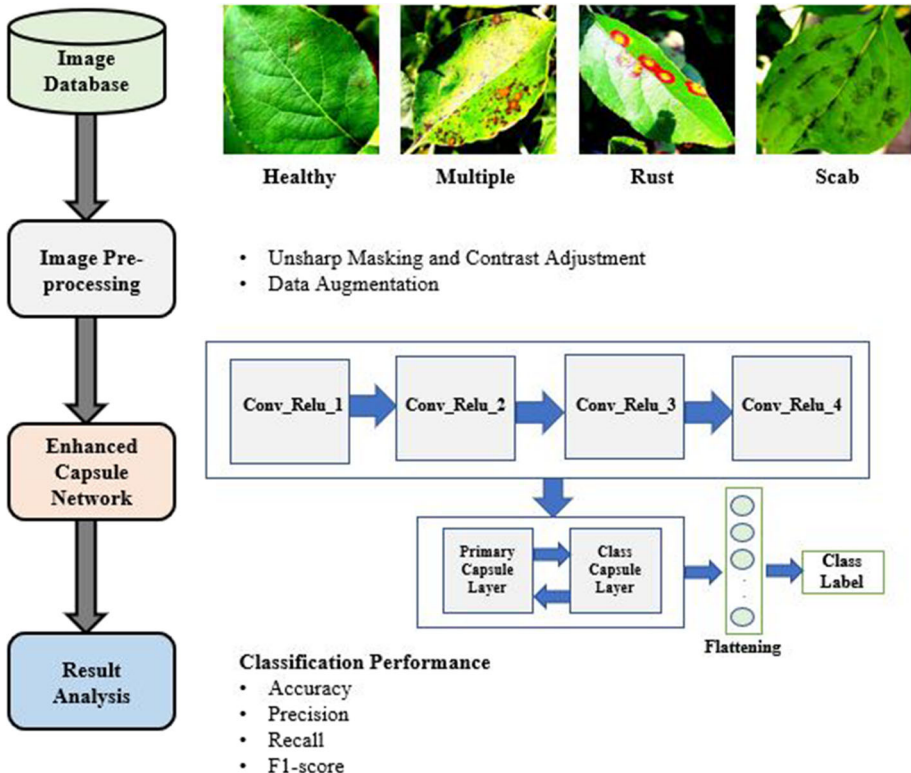 Image
Database
Healthy
Multiple
Rust
Scab
Image Pre-
processing
• Unsharp Masking and Contrast Adjustment
• Data Augmentation
Conv_Relu_1
Conv_Relu_2
Conv_Relu_3
Conv_Relu_4
Enhanced
Capsule
Network
Primary
Capsule
Layer
Class
Capsule
Layer
Flattening
Class
Label
Result
Analysis
Classification Performance
• Accuracy
• Precision
• Recall
• F1-score